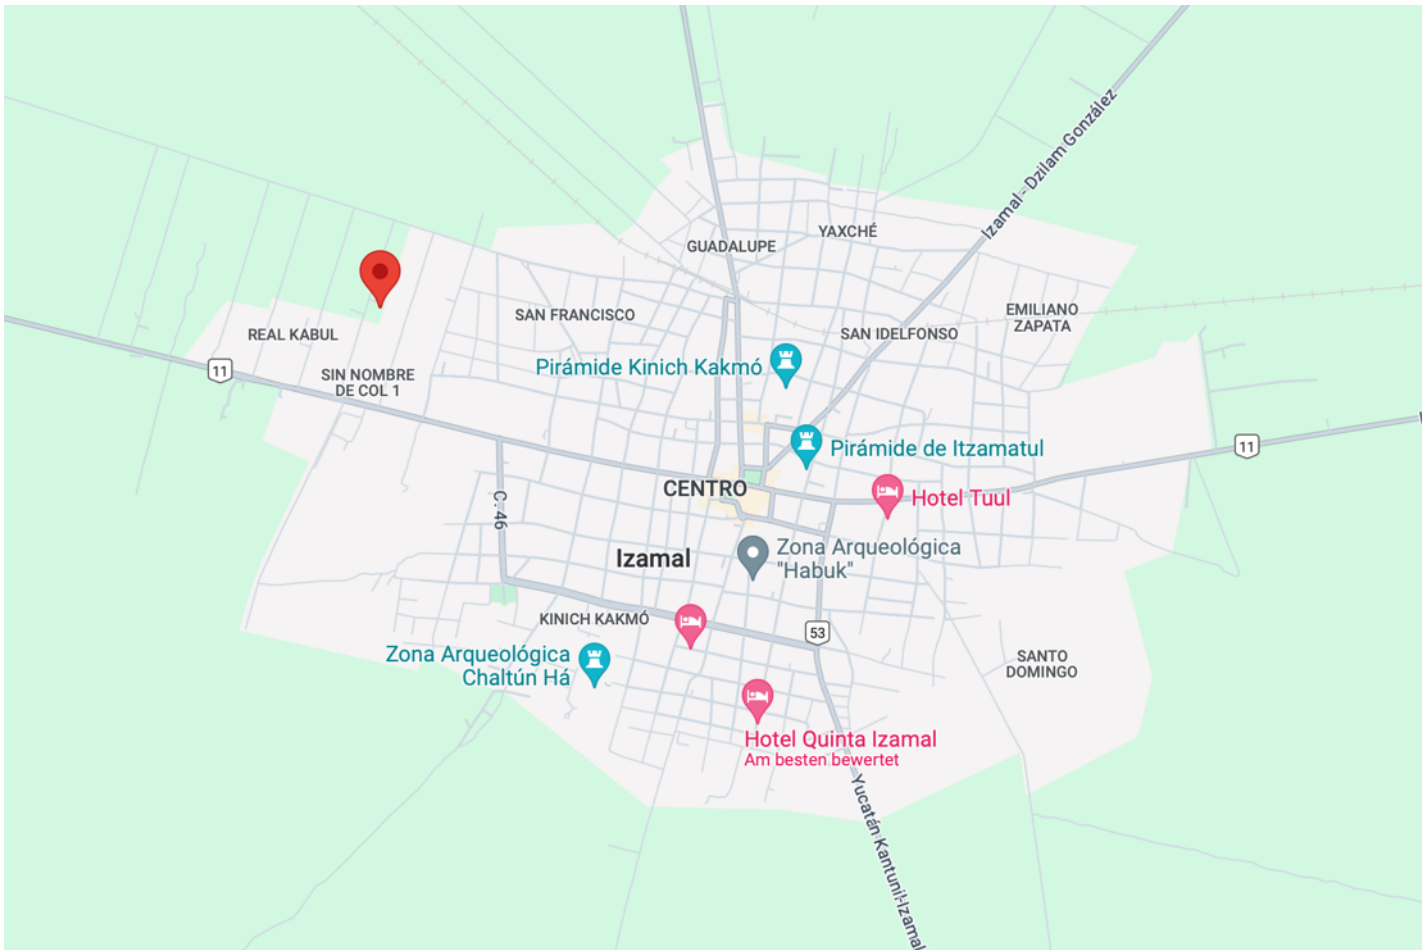 Izamal - Dzilam González
YAXCHÉ
GUADALUPE
EMILIANO
ZAPATA
SAN FRANCISCO
SAN IDELFONSO
REAL KABUL
Pirámide Kinich Kakmó
11
SIN NOMBRE
DE COL 1
Pirámide de Itzamatul
11
CENTRO
Hotel Tuul
C. 46
Izamal
Zona Arqueológica
"Habuk"
KINICH KAKMÓ
53
Zona Arqueológica
Chaltún Há
SANTO
DOMINGO
Hotel Quinta Izamal
Am besten bewertet
Yucatán Kantunil-Izamal